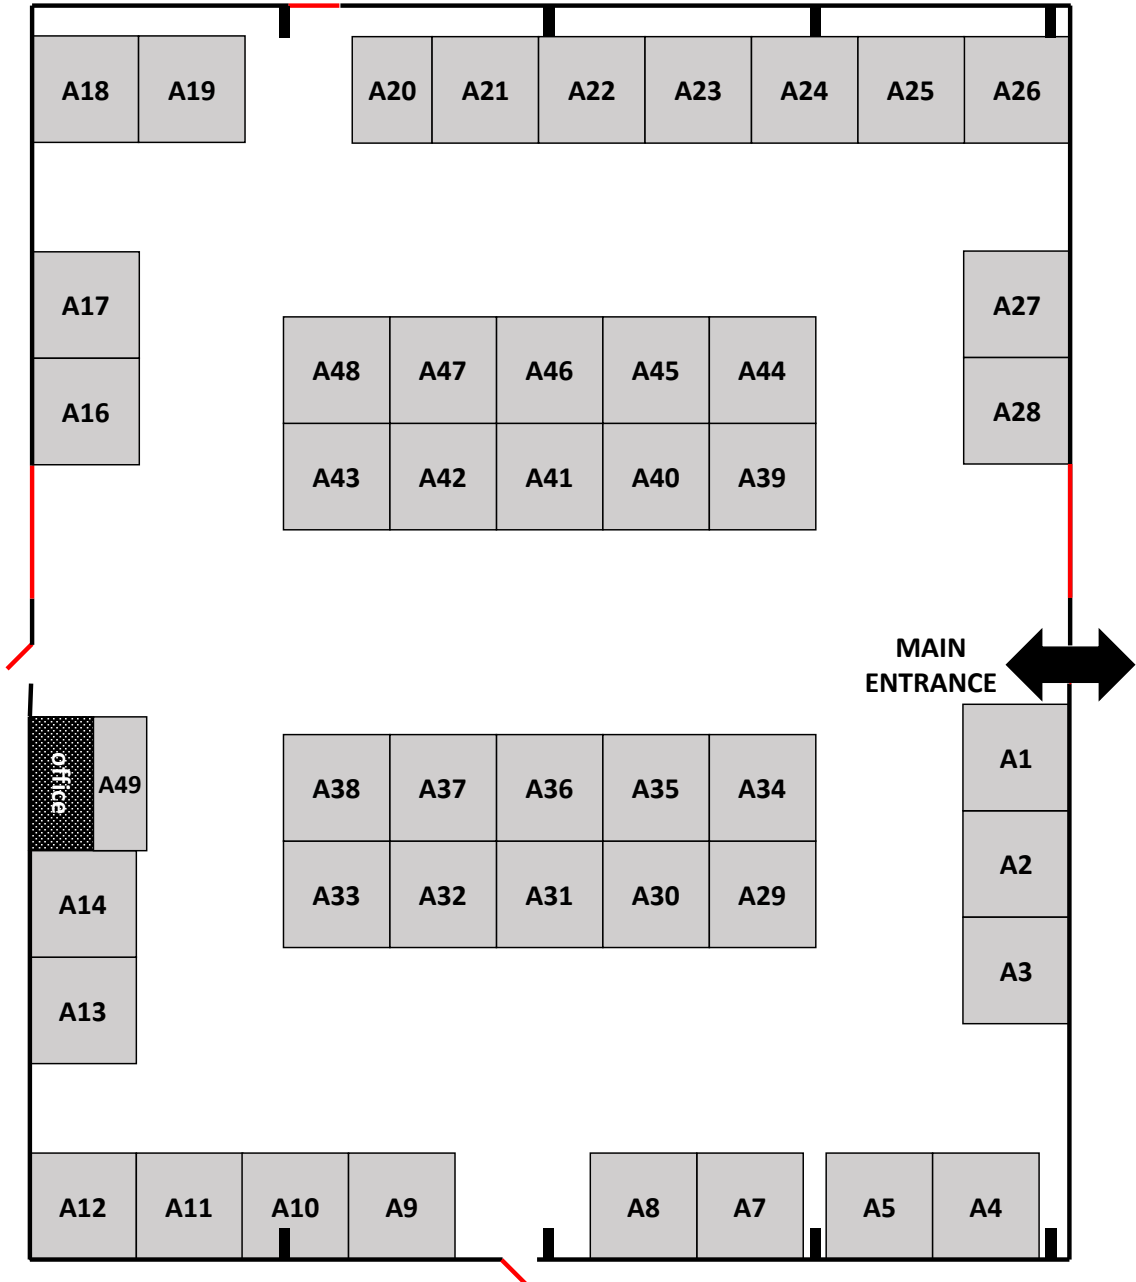 A18 A19 A20 A21 A22 A23 A24 A25 A26
A17 A27
A48 A47 A46 A45 A44
A16 A28
A43 A42 A41 A40 A39
MAIN
ENTRANCE
office A49
A1
A38 A37 A36 A35 A34
A2
A14 A33 A32 A31 A30 A29
A3
A13
A12 A11 A10 A9 A8 A7 A5 A4